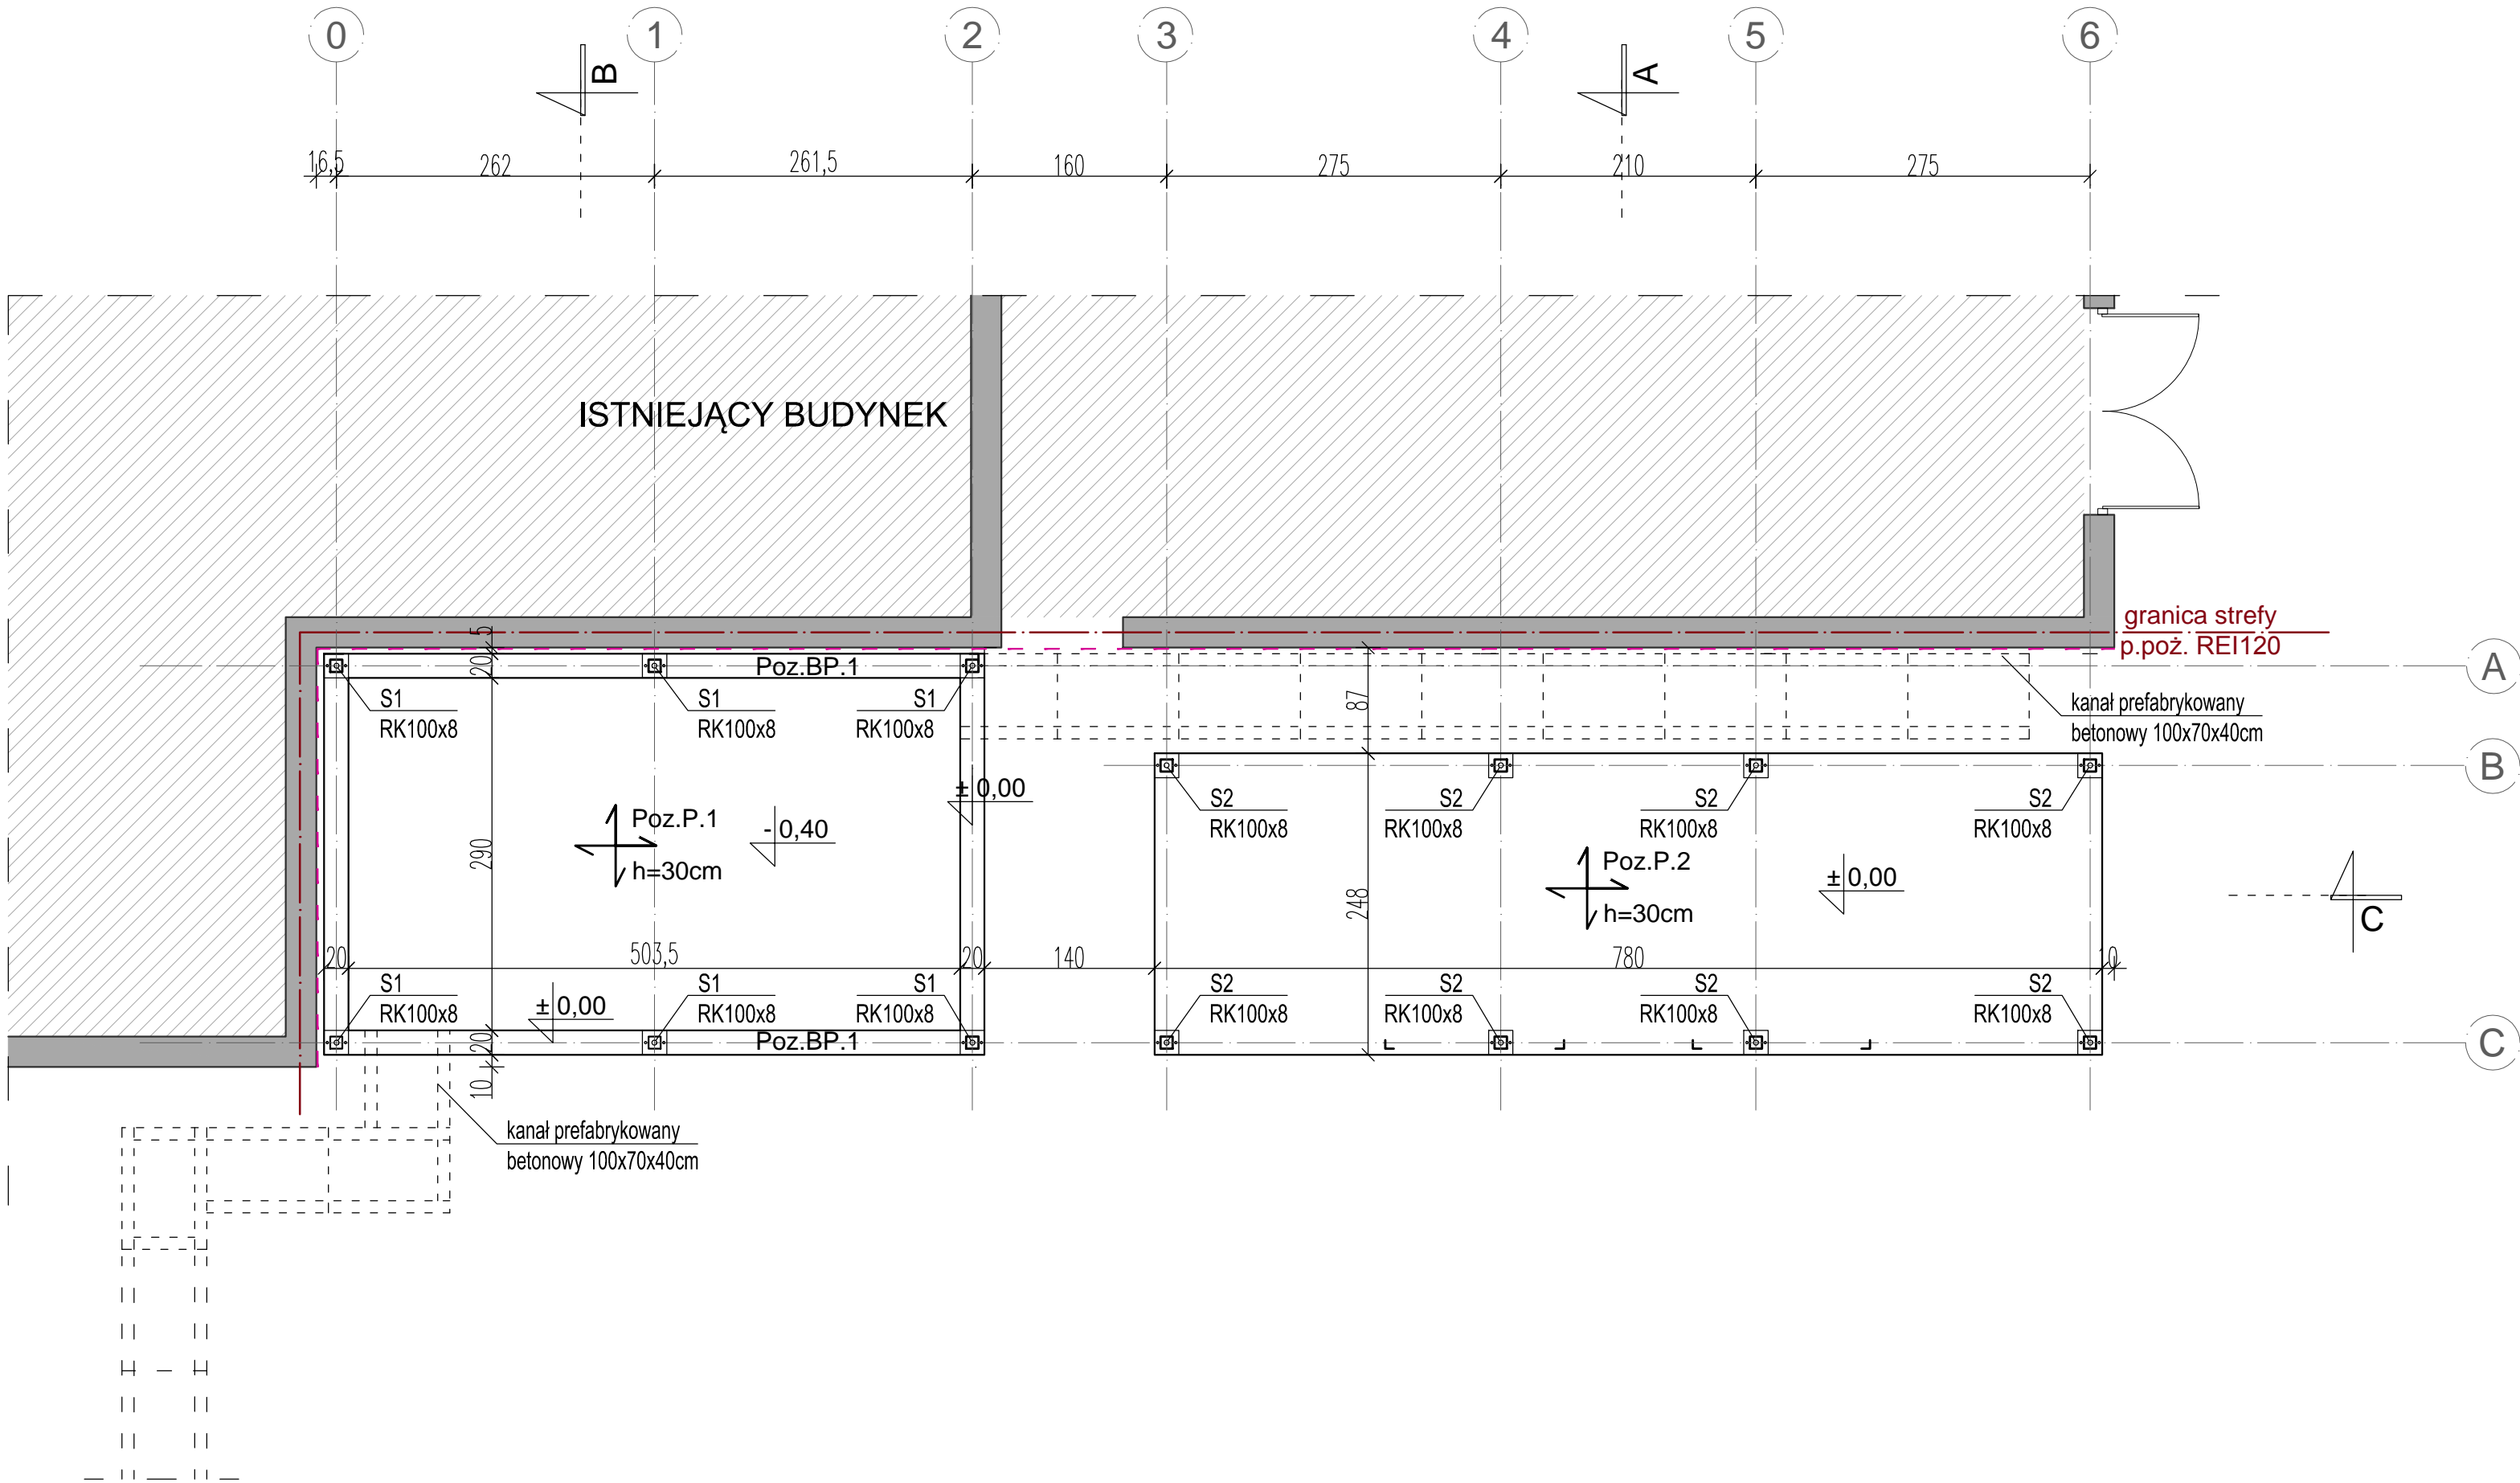 0 1 2 3 4 5 6
B A
16,5 262 261,5 160 275 210 275
ISTNIEJĄCY BUDYNEK
granica strefy
p.poż. REI120
5
20
Poz.BP.1
A
S1 S1 S1
RK100x8 RK100x8 RK100x8
87
kanał prefabrykowany
betonowy 100x70x40cm
B
± 0,00
S2 S2 S2 S2
RK100x8 RK100x8 RK100x8 RK100x8
Poz.P.1
- 0,40
h=30cm
290
Poz.P.2
± 0,00
h=30cm
248
C
20 503,5 20 140 780 10
S1 S1 S1 S2 S2 S2 S2
RK100x8 RK100x8 RK100x8 RK100x8 RK100x8 RK100x8 RK100x8
± 0,00
20
Poz.BP.1
C
10
kanał prefabrykowany
betonowy 100x70x40cm